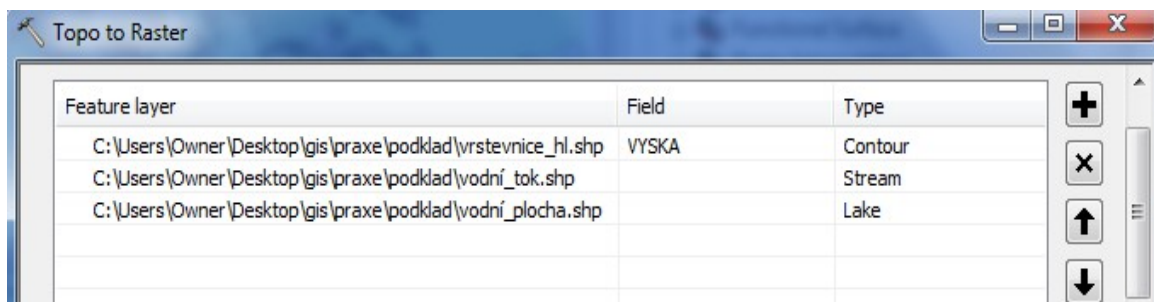 Topo to Raster
Feature layer Field Type
C:\Users\Owner\Desktop\gis\praxe\podklad\vrstevnice_hl.shp VYSKA Contour
C:\Users\Owner\Desktop\gis\praxe\podklad\vodní_tok.shp Stream
C:\Users\Owner\Desktop\gis\praxe\podklad\vodní_plocha.shp Lake